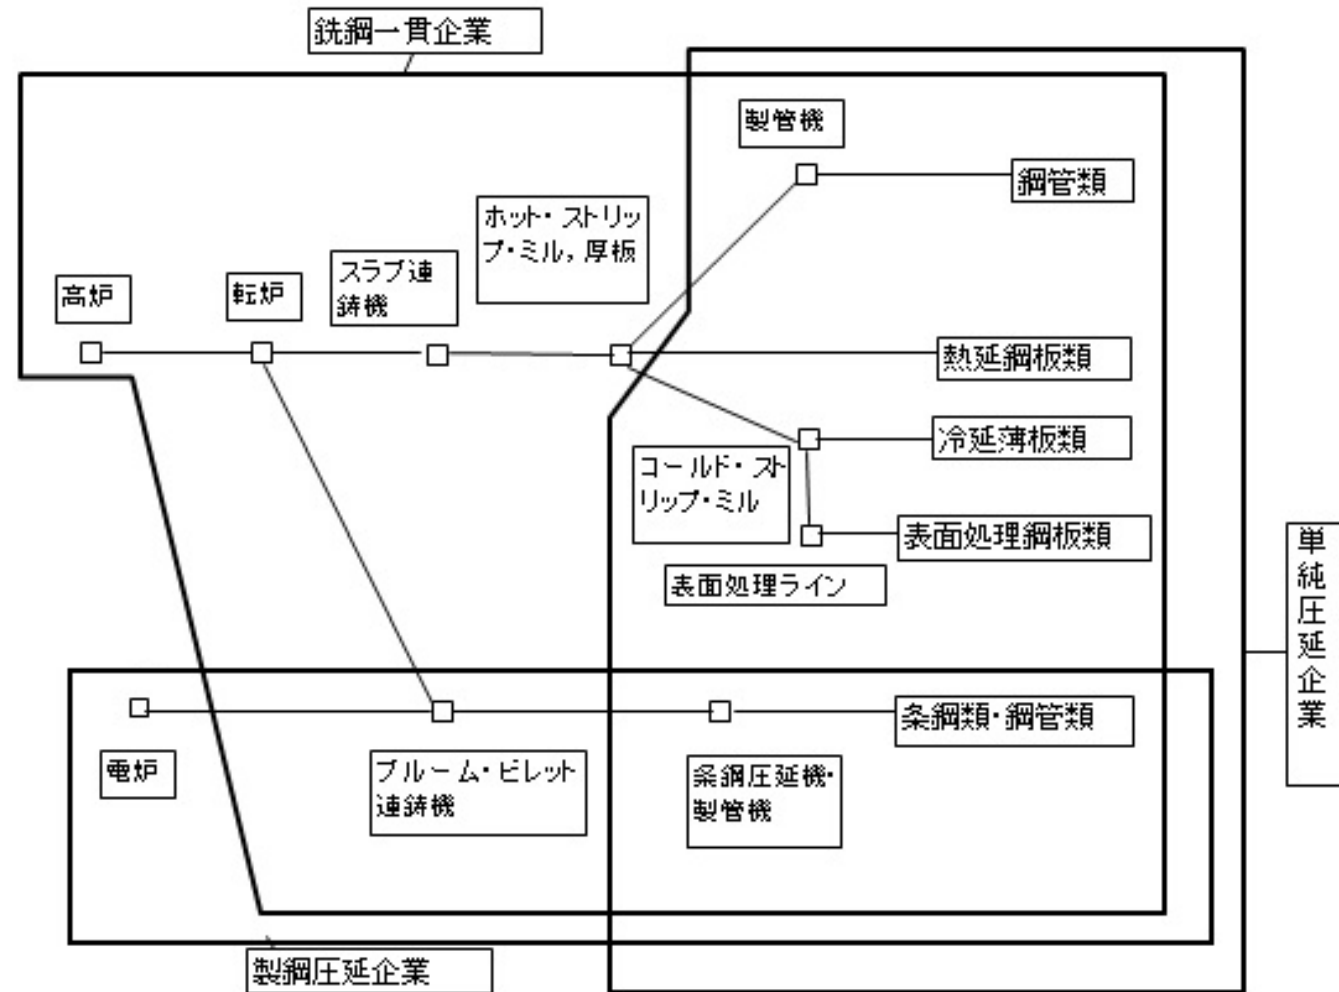 銑鋼一貫企業
製管機
鋼管類
ホット・ストリッ
プ・ミル，厚板
スラブ連
鋳機
高炉
転炉
熱延鋼板類
冷延薄板類
コールド・スト
リップ・ミル
表面処理鋼板類
表面処理ライン
単純圧延企業
条鋼類・鋼管類
電炉
ブルーム・ビレット
連鋳機
条鋼圧延機・
製管機
製鋼圧延企業